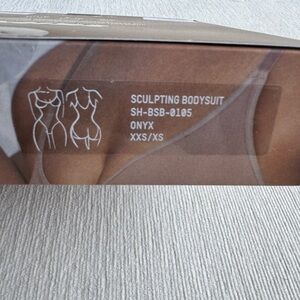 SCULPTING BODYSUIT
SH-BSB-0105
ONYX
XXS/XS